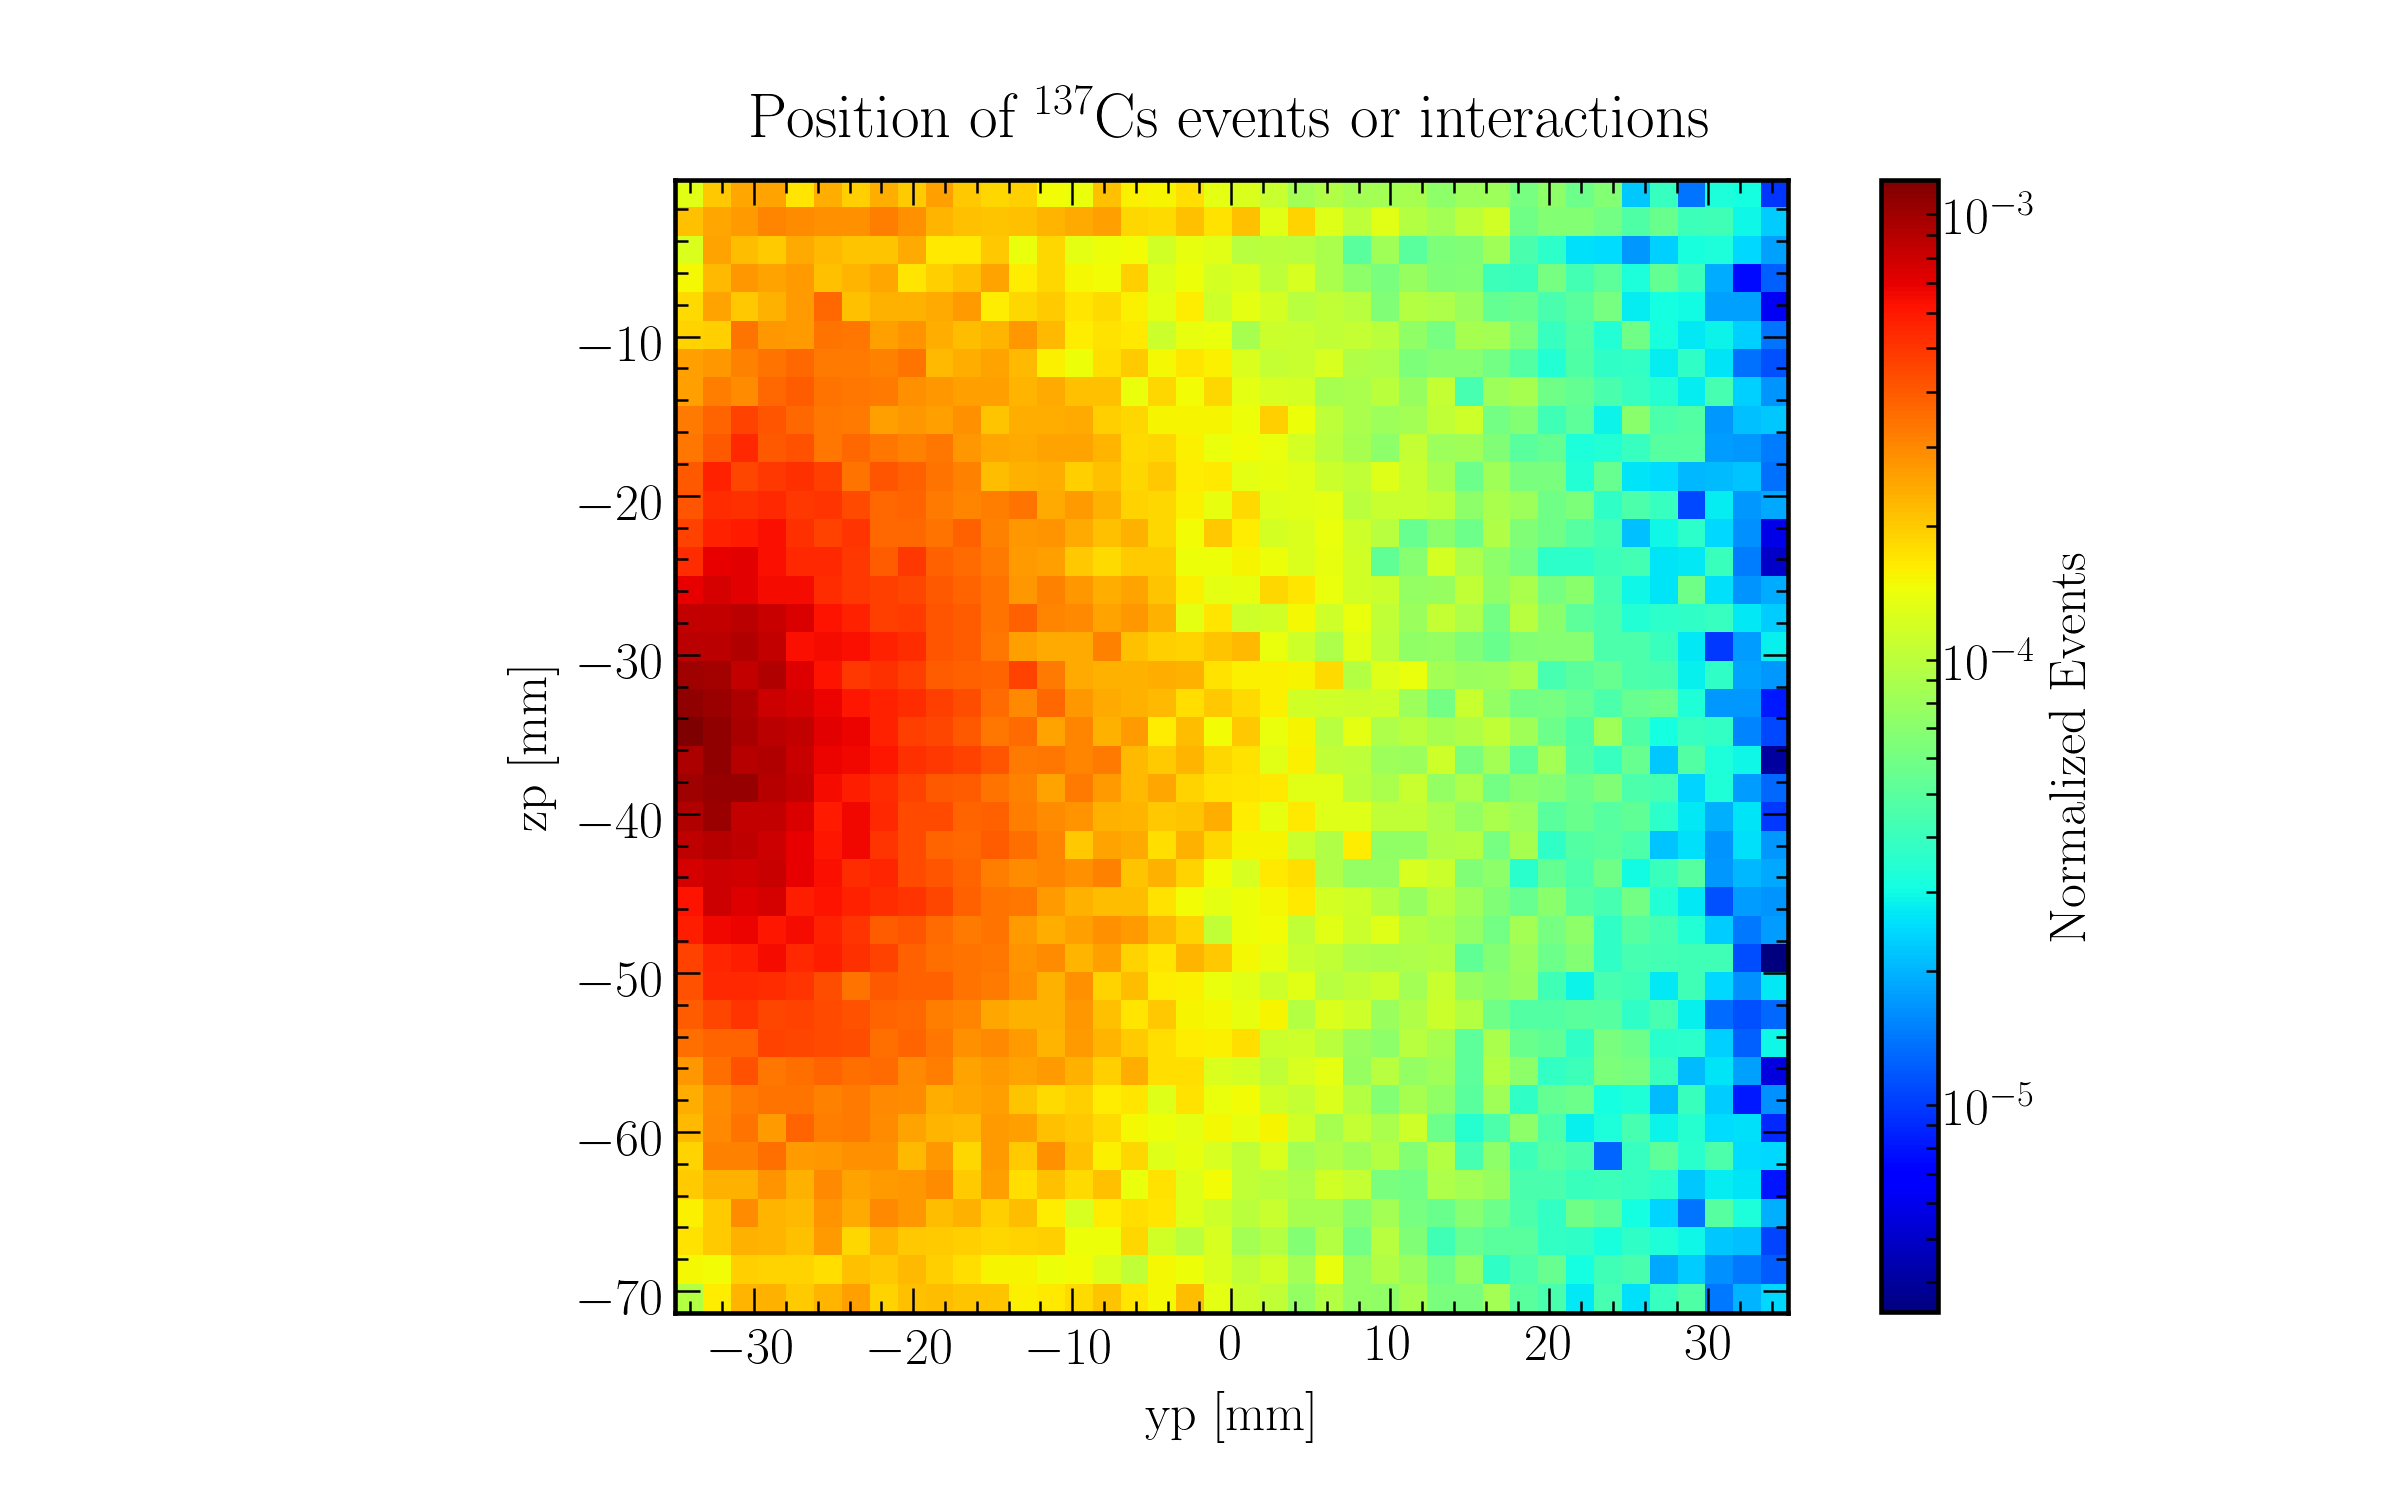 Position of ¹³⁷Cs events or interactions
zp [mm]
−10
−20
−30
−40
−50
−60
−70
−30 −20 −10 0 10 20 30
yp [mm]
10⁻³
10⁻⁴
10⁻⁵
Normalized Events